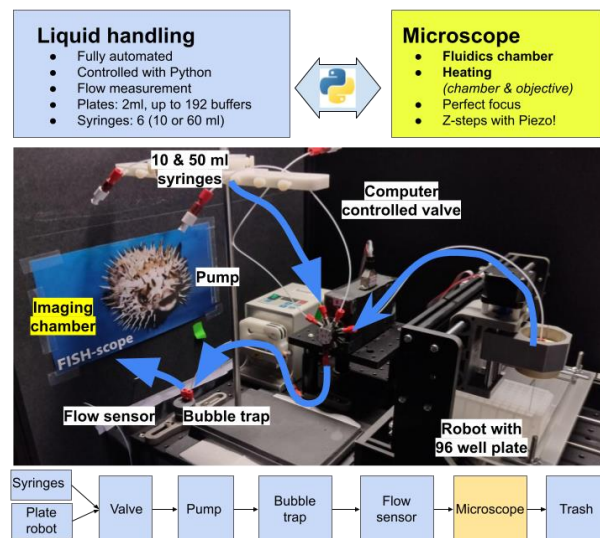 Liquid handling
● Fully automated
● Controlled with Python
● Flow measurement
● Plates: 2ml, up to 192 buffers
● Syringes: 6 (10 or 60 ml)
Microscope
● Fluidics chamber
● Heating
(chamber & objective)
● Perfect focus
● Z-steps with Piezo!
10 & 50 ml
syringes
Computer
controlled valve
Pump
Imaging
chamber
FISH-scope
Flow sensor
Bubble trap
Robot with
96 well plate
Syringes
Plate
robot
Valve
Pump
Bubble
trap
Flow
sensor
Microscope
Trash